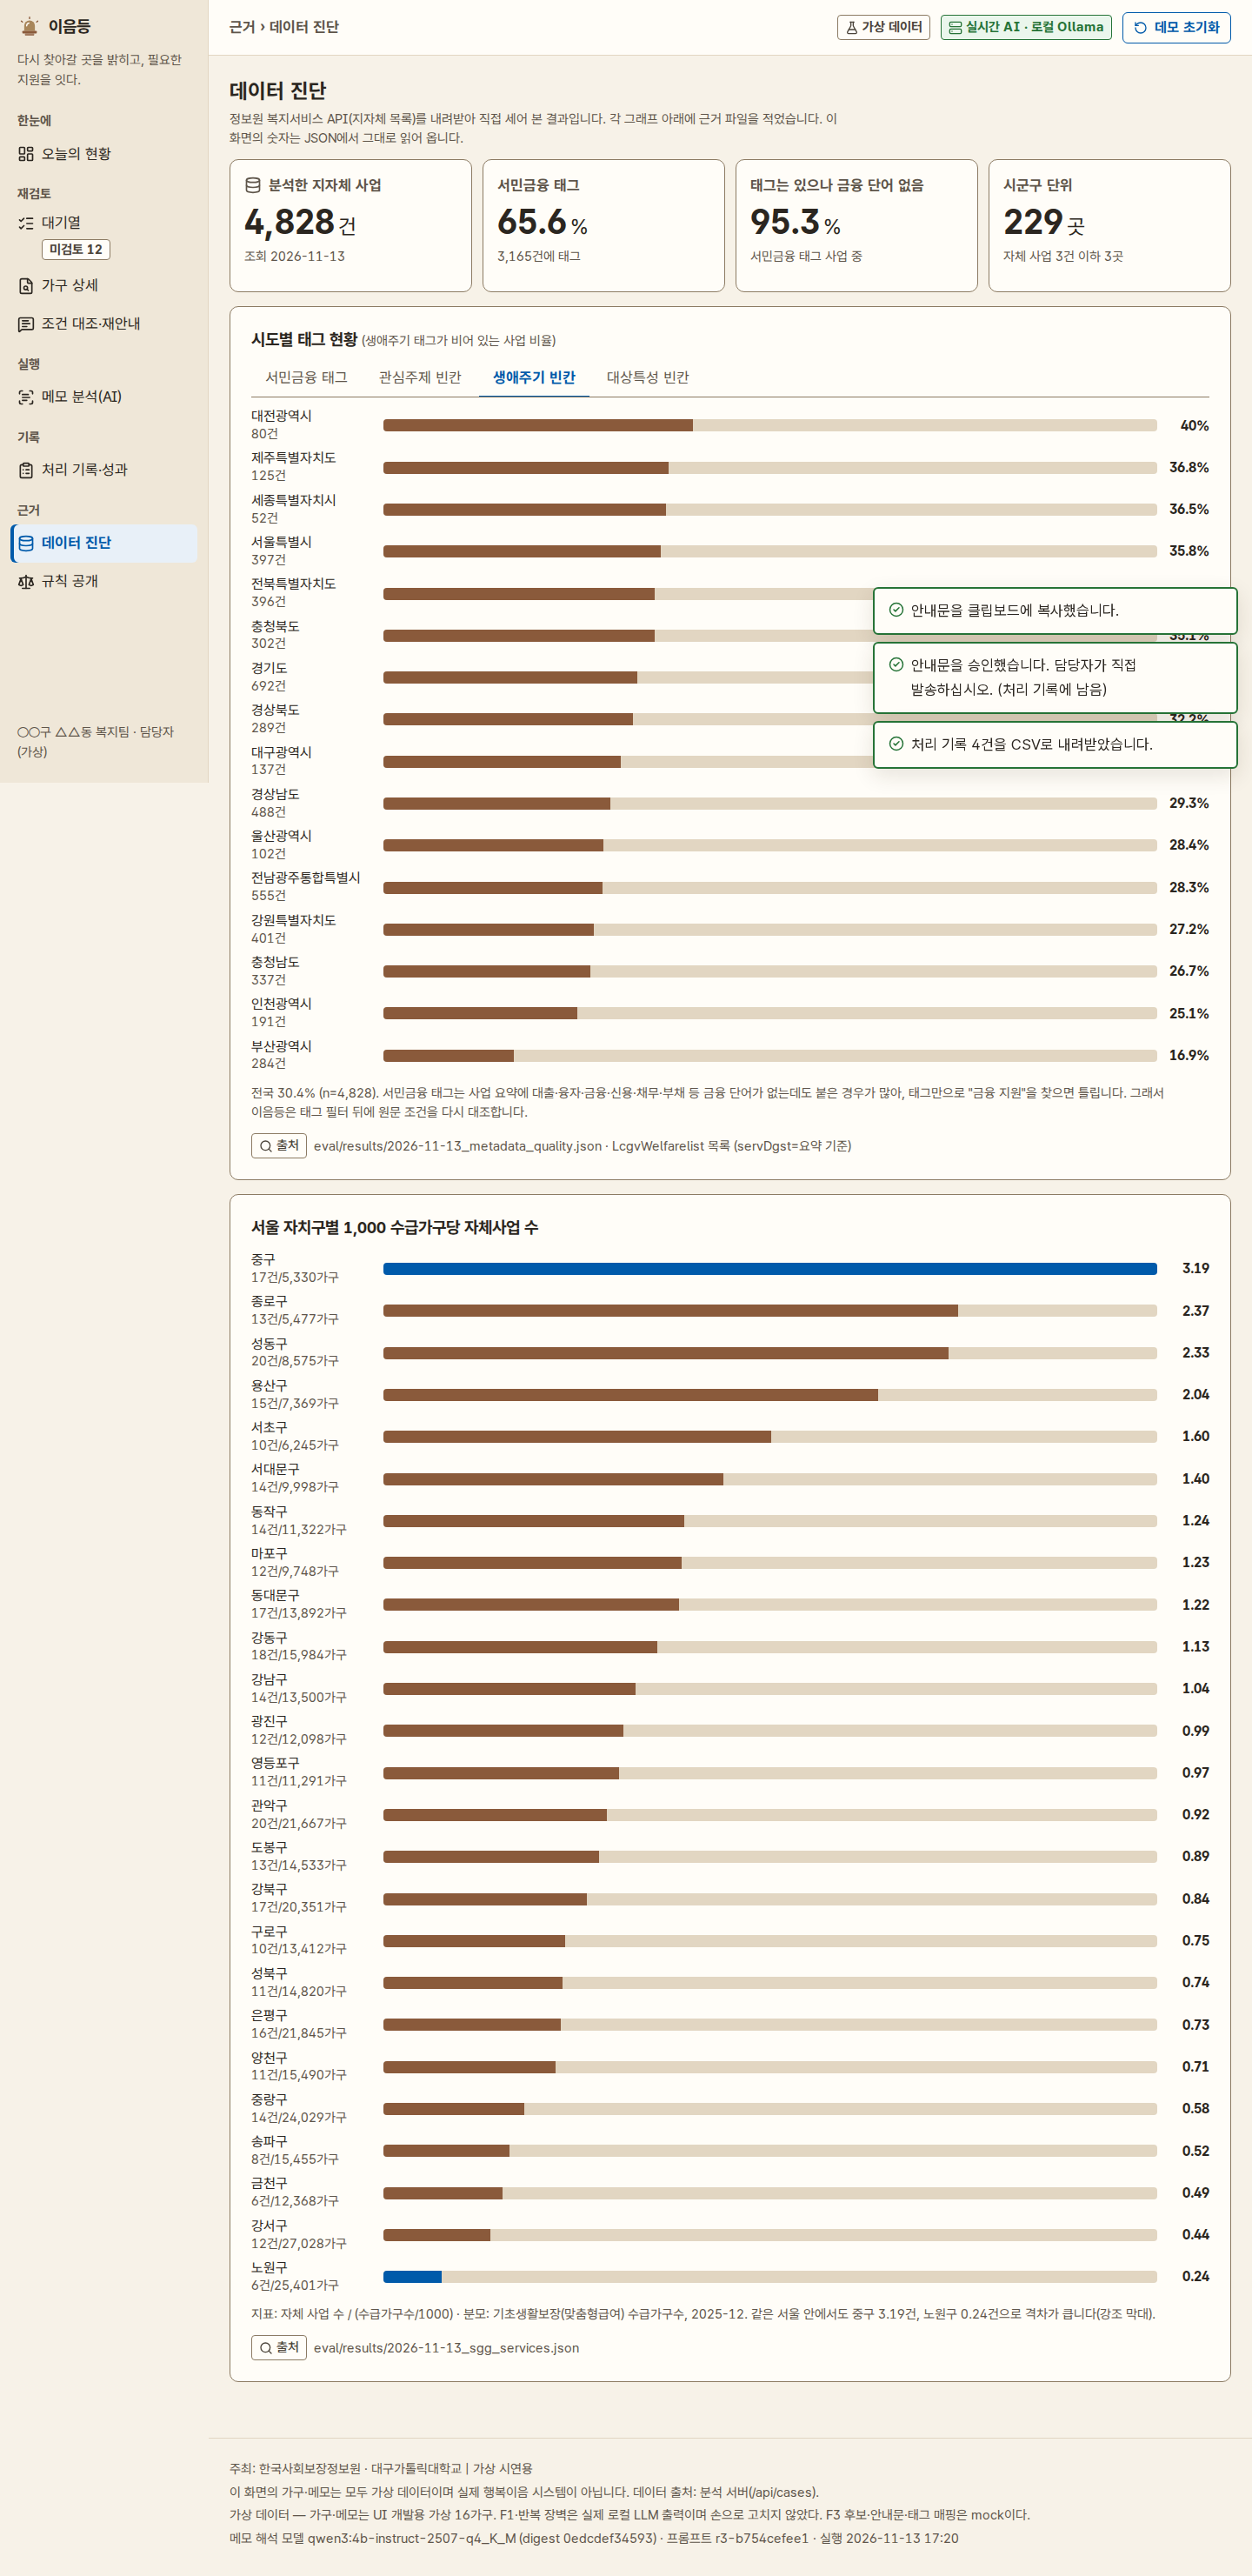 이음등
다시 찾아갈 곳을 밝히고, 필요한
지원을 잇다.
한눈에
오늘의 현황
재검토
대기열
미검토 12
가구 상세
조건 대조·재안내
실행
메모 분석(AI)
기록
처리 기록·성과
근거
데이터 진단
규칙 공개
○○구 △△동 복지팀 · 담당자
(가상)
근거 › 데이터 진단
가상 데이터
실시간 AI · 로컬 Ollama
데모 초기화
데이터 진단
정보원 복지서비스 API(지자체 목록)를 내려받아 직접 세어 본 결과입니다. 각 그래프 아래에 근거 파일을 적었습니다. 이
화면의 숫자는 JSON에서 그대로 읽어 옵니다.
분석한 지자체 사업
4,828 건
조회 2026-11-13
서민금융 태그
65.6 %
3,165건에 태그
태그는 있으나 금융 단어 없음
95.3 %
서민금융 태그 사업 중
시군구 단위
229 곳
자체 사업 3건 이하 3곳
시도별 태그 현황 (생애주기 태그가 비어 있는 사업 비율)
서민금융 태그
관심주제 빈칸
생애주기 빈칸
대상특성 빈칸
대전광역시
80건
40%
제주특별자치도
125건
36.8%
세종특별자치시
52건
36.5%
서울특별시
397건
35.8%
전북특별자치도
396건
충청북도
302건
35.1%
경기도
692건
경상북도
289건
32.2%
대구광역시
137건
안내문을 클립보드에 복사했습니다.
안내문을 승인했습니다. 담당자가 직접
발송하십시오. (처리 기록에 남음)
처리 기록 4건을 CSV로 내려받았습니다.
경상남도
488건
29.3%
울산광역시
102건
28.4%
전남광주통합특별시
555건
28.3%
강원특별자치도
401건
27.2%
충청남도
337건
26.7%
인천광역시
191건
25.1%
부산광역시
284건
16.9%
전국 30.4% (n=4,828). 서민금융 태그는 사업 요약에 대출·융자·금융·신용·채무·부채 등 금융 단어가 없는데도 붙은 경우가 많아, 태그만으로 "금융 지원"을 찾으면 틀립니다. 그래서
이음등은 태그 필터 뒤에 원문 조건을 다시 대조합니다.
출처 eval/results/2026-11-13_metadata_quality.json · LcgvWelfarelist 목록 (servDgst=요약 기준)
서울 자치구별 1,000 수급가구당 자체사업 수
중구
17건/5,330가구
3.19
종로구
13건/5,477가구
2.37
성동구
20건/8,575가구
2.33
용산구
15건/7,369가구
2.04
서초구
10건/6,245가구
1.60
서대문구
14건/9,998가구
1.40
동작구
14건/11,322가구
1.24
마포구
12건/9,748가구
1.23
동대문구
17건/13,892가구
1.22
강동구
18건/15,984가구
1.13
강남구
14건/13,500가구
1.04
광진구
12건/12,098가구
0.99
영등포구
11건/11,291가구
0.97
관악구
20건/21,667가구
0.92
도봉구
13건/14,533가구
0.89
강북구
17건/20,351가구
0.84
구로구
10건/13,412가구
0.75
성북구
11건/14,820가구
0.74
은평구
16건/21,845가구
0.73
양천구
11건/15,490가구
0.71
중랑구
14건/24,029가구
0.58
송파구
8건/15,455가구
0.52
금천구
6건/12,368가구
0.49
강서구
12건/27,028가구
0.44
노원구
6건/25,401가구
0.24
지표: 자체 사업 수 / (수급가구수/1000) · 분모: 기초생활보장(맞춤형급여) 수급가구수, 2025-12. 같은 서울 안에서도 중구 3.19건, 노원구 0.24건으로 격차가 큽니다(강조 막대).
출처 eval/results/2026-11-13_sgg_services.json
주최: 한국사회보장정보원 · 대구가톨릭대학교 | 가상 시연용
이 화면의 가구·메모는 모두 가상 데이터이며 실제 행복이음 시스템이 아닙니다. 데이터 출처: 분석 서버(/api/cases).
가상 데이터 — 가구·메모는 UI 개발용 가상 16가구. F1·반복 장벽은 실제 로컬 LLM 출력이며 손으로 고치지 않았다. F3 후보·안내문·태그 매핑은 mock이다.
메모 해석 모델 qwen3:4b-instruct-2507-q4_K_M (digest 0edcdef34593) · 프롬프트 r3-b754cefee1 · 실행 2026-11-13 17:20